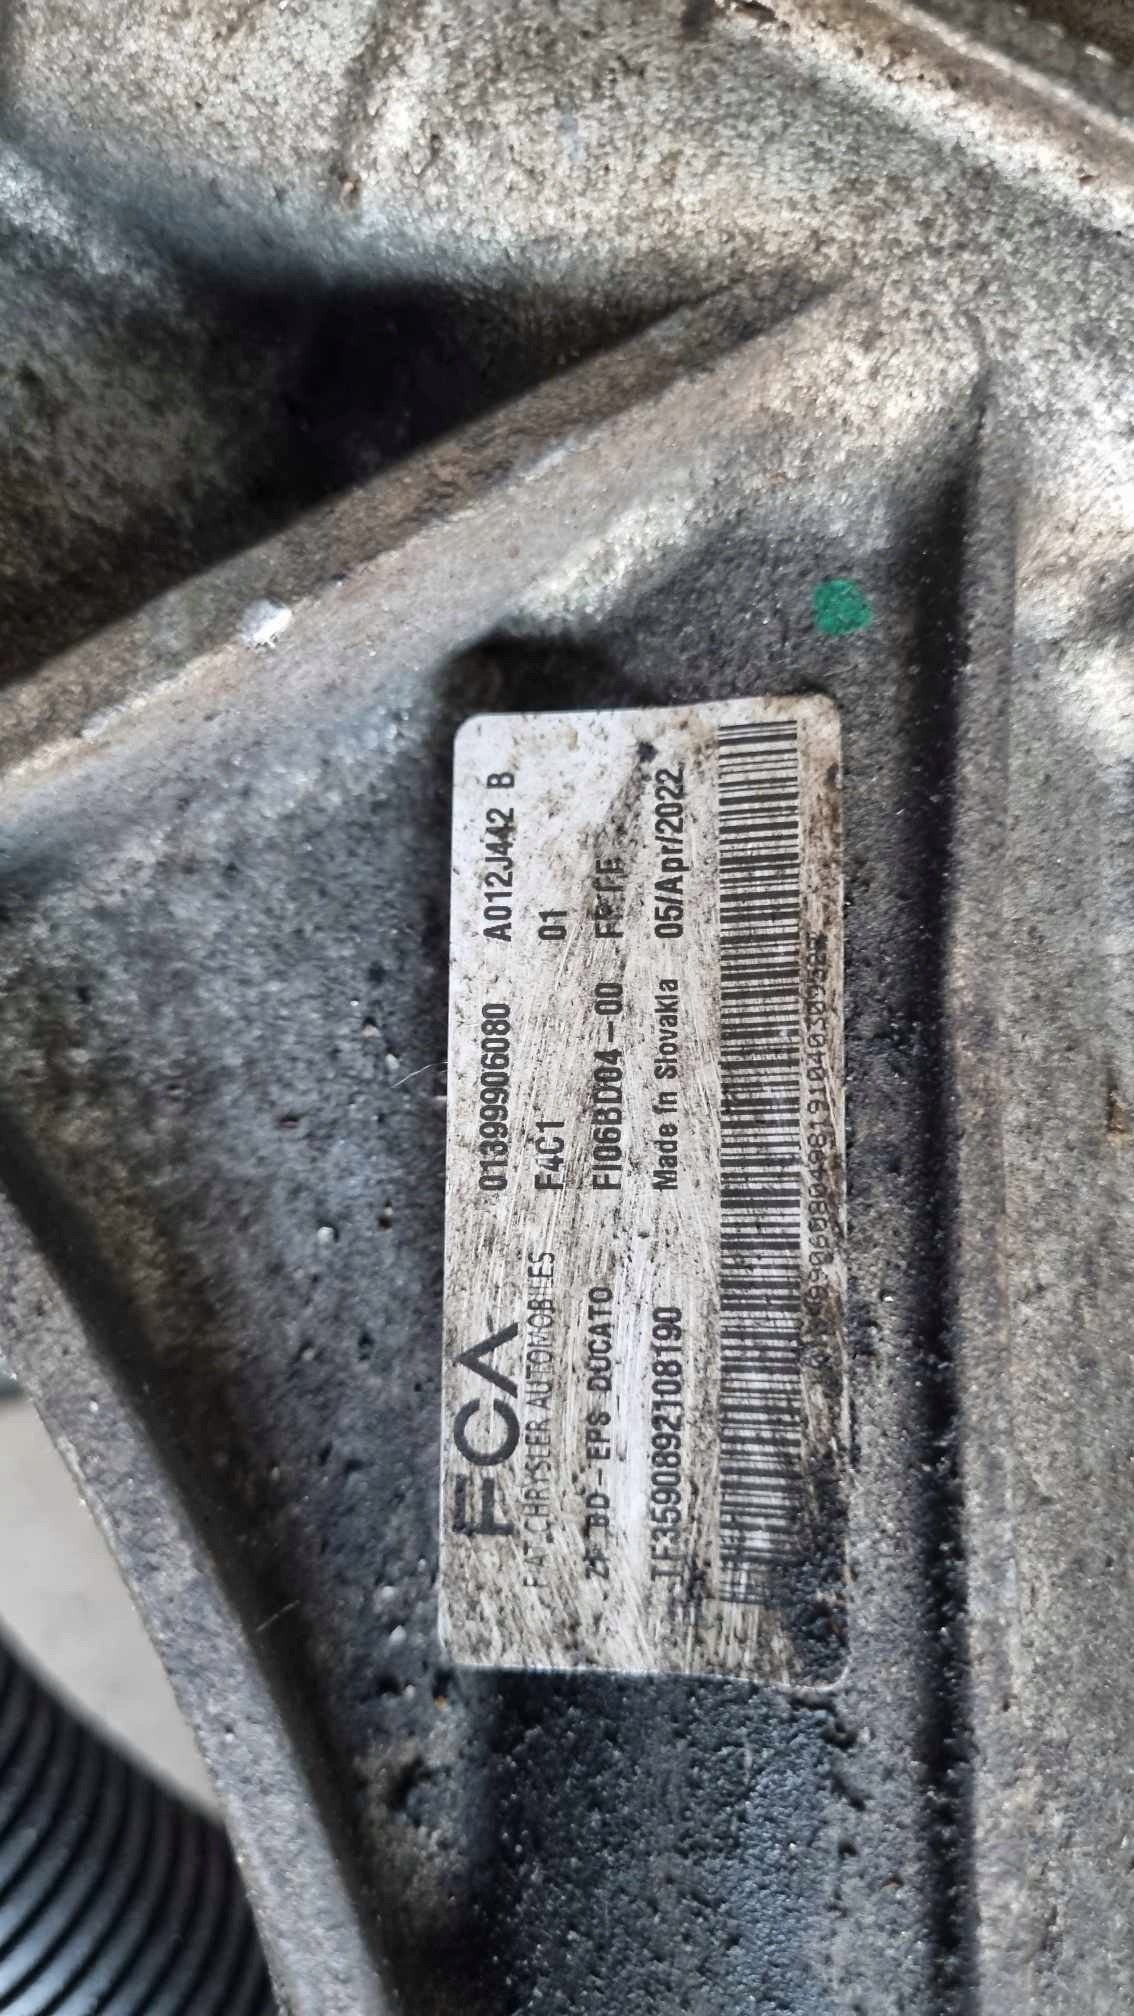 FCA
FIAT CHRYSLER AUTOMOBILES
ZF DD-EPS DUCATO
TF35908921081​90
01399906080 A012J442 B
F4C1 01
FI06BD04-00
Made in Slovakia 05/Apr/2022